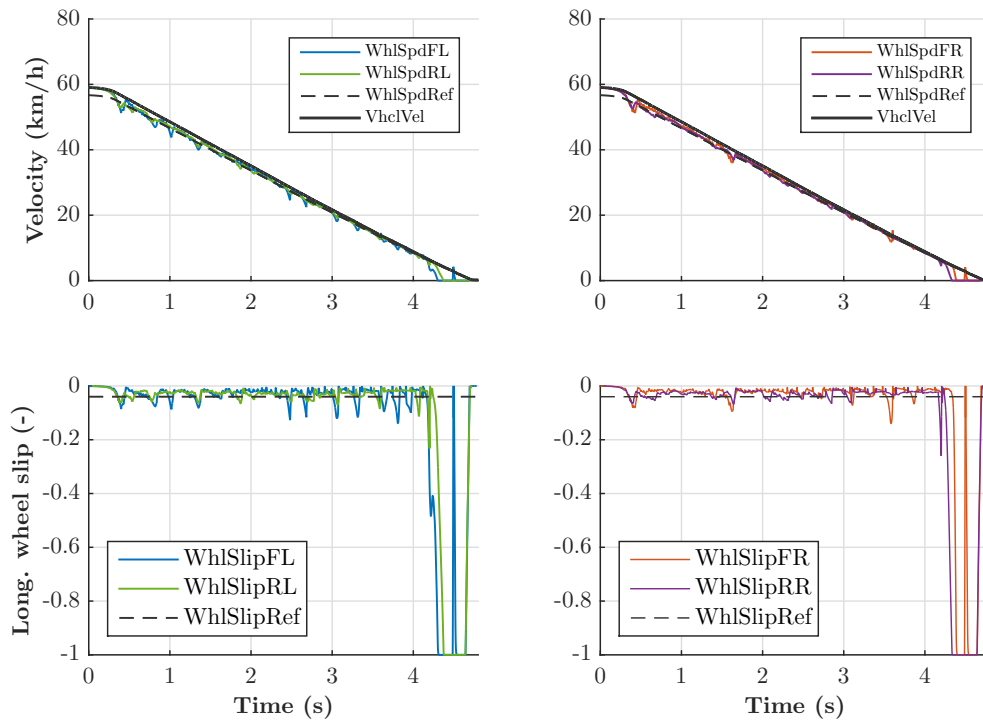 80
60
40
20
0
Velocity (km/h)
WhlSpdFL
WhlSpdRL
WhlSpdRef
VhclVel
0 1 2 3 4
80
60
40
20
0
WhlSpdFR
WhlSpdRR
WhlSpdRef
VhclVel
0 1 2 3 4
0
-0.2
-0.4
-0.6
-0.8
-1
Long. wheel slip (-)
WhlSlipFL
WhlSlipRL
WhlSlipRef
0 1 2 3 4
Time (s)
0
-0.2
-0.4
-0.6
-0.8
-1
WhlSlipFR
WhlSlipRR
WhlSlipRef
0 1 2 3 4
Time (s)